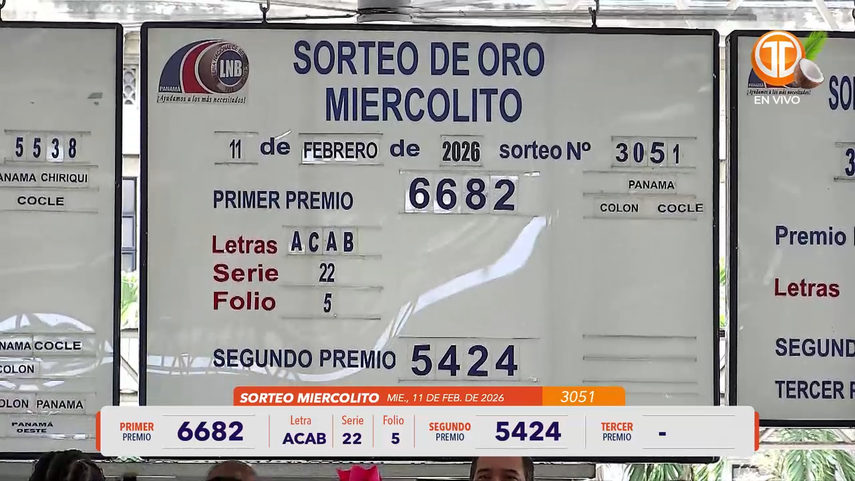 SORTEO DE ORO
MIERCOLITO
LNB
PANAMÁ
¡Ayudamos a los más necesitados!
11 de FEBRERO de 2026 sorteo Nº 3051
PANAMA
COLON COCLE
PRIMER PREMIO 6682
Letras ACAB
Serie 22
Folio 5
SEGUNDO PREMIO 5424
5538
PANAMA CHIRIQUI
COCLE
PANAMA COCLE
COLON
COLON PANAMA
PANAMÁ
OESTE
EN VIVO
Premio
Letras
SEGUND
TERCER
SORTEO MIERCOLITO MIE., 11 DE FEB. DE 2026 3051
PRIMER PREMIO 6682
Letra ACAB
Serie 22
Folio 5
SEGUNDO PREMIO 5424
TERCER PREMIO -